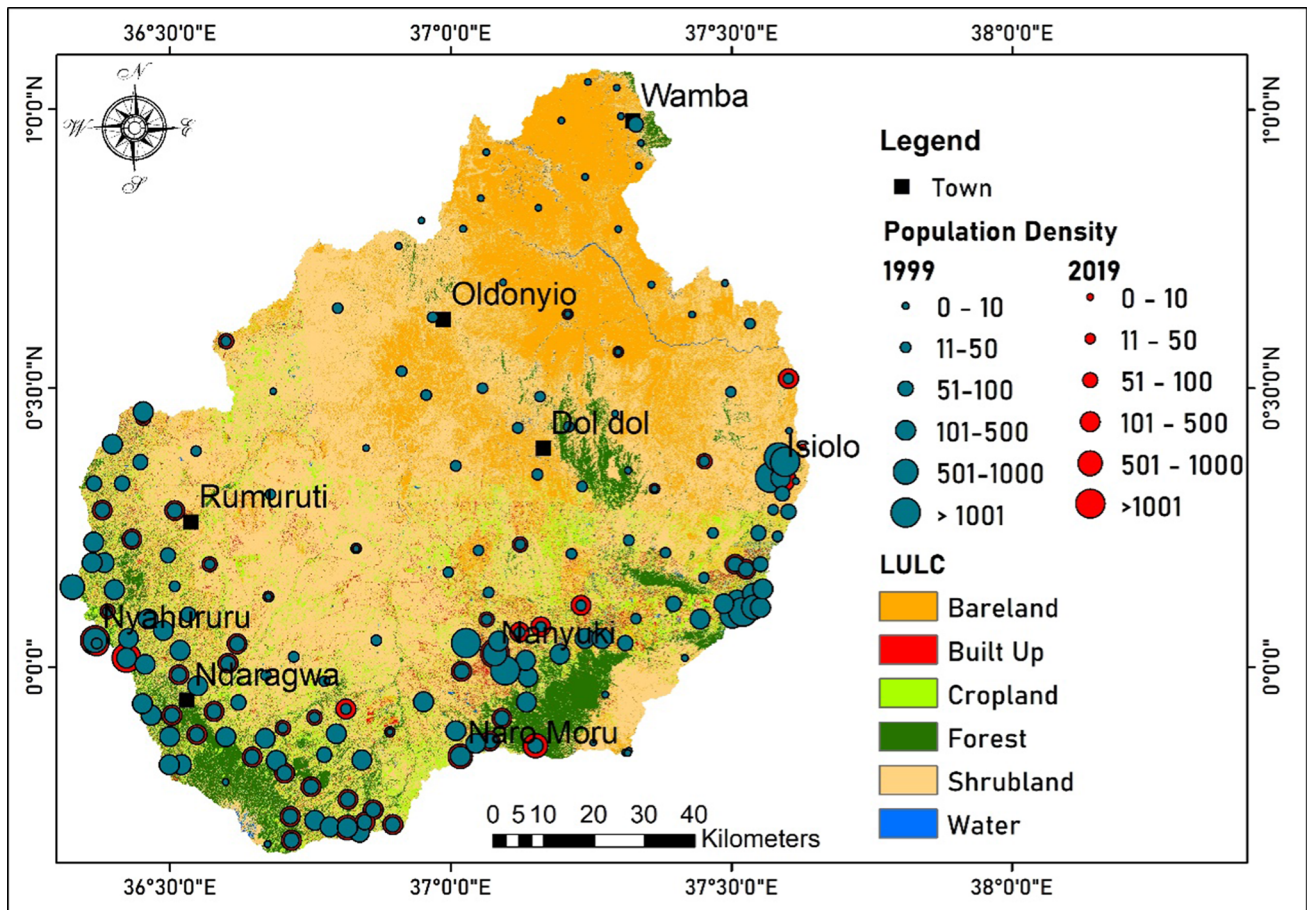 36°30'0"E 37°0'0"E 37°30'0"E 38°0'0"E
N
W E
S
1°0'0"N
0°30'0"N
0°0'0"
1°0'0"N
0°30'0"N
0°0'0"
Wamba
Oldonyio
Dol dol
Isiolo
Rumuruti
Nyahururu
Nanyuki
Ndaragwa
Naro Moru
Legend
Town
Population Density
1999 2019
0 - 10 0 - 10
11-50 11 - 50
51-100 51 - 100
101-500 101 - 500
501-1000 501 - 1000
> 1001 >1001
LULC
Bareland
Built Up
Cropland
Forest
Shrubland
Water
0 5 10 20 30 40
Kilometers
36°30'0"E 37°0'0"E 37°30'0"E 38°0'0"E